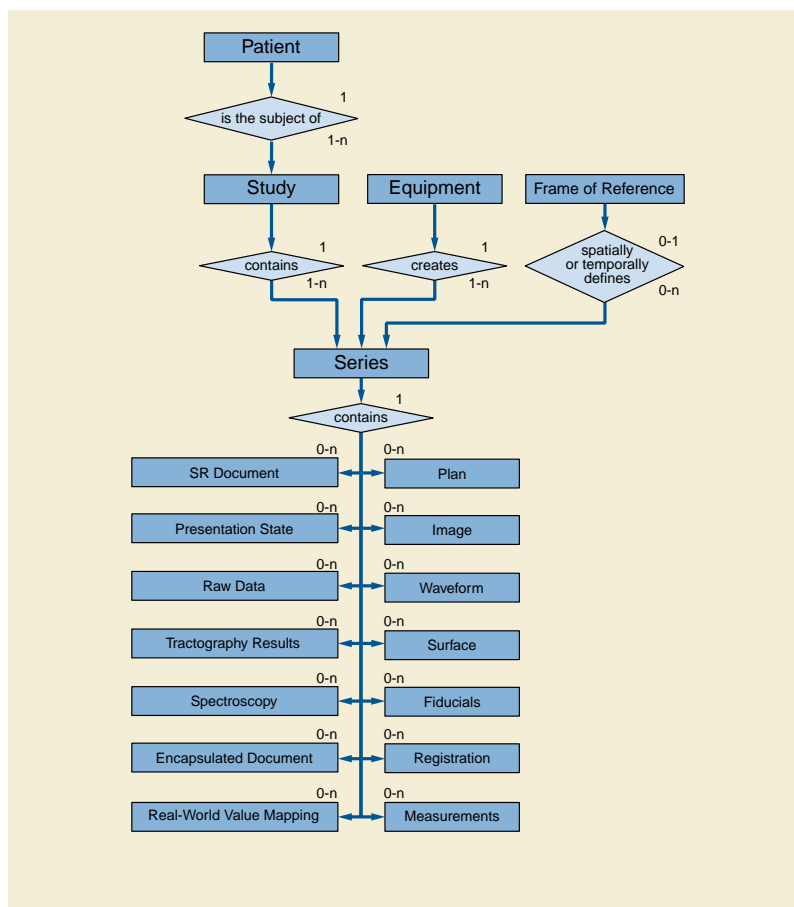 Patient
1
is the subject of
1-n
Study
Equipment
Frame of Reference
1
contains
1-n
1
creates
1-n
0-1
spatially
or temporally
defines
0-n
Series
1
contains
0-n
0-n
SR Document
Plan
0-n
0-n
Presentation State
Image
0-n
0-n
Raw Data
Waveform
0-n
0-n
Tractography Results
Surface
0-n
0-n
Spectroscopy
Fiducials
0-n
0-n
Encapsulated Document
Registration
0-n
0-n
Real-World Value Mapping
Measurements